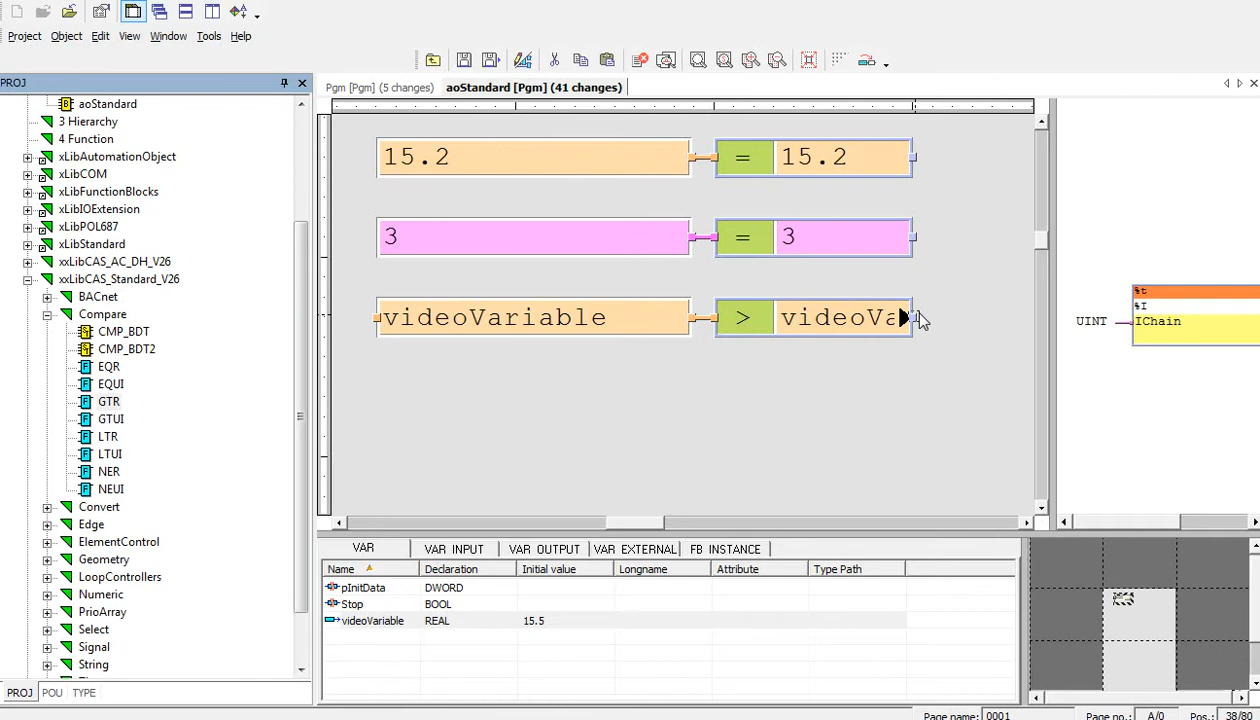 Project Object Edit View Window Tools Help
PROJ
Pgm [Pgm] (5 changes) aoStandard [Pgm] (41 changes)
aoStandard
3 Hierarchy
4 Function
xLibAutomationObject
xLibCOM
xLibFunctionBlocks
xLibIOExtension
xLibPOL687
xLibStandard
xxLibCAS_AC_DH_V26
xxLibCAS_Standard_V26
BACnet
Compare
CMP_BDT
CMP_BDT2
EQR
EQUI
GTR
GTUI
LTR
LTUI
NER
NEUI
Convert
Edge
ElementControl
Geometry
LoopControllers
Numeric
PrioArray
Select
Signal
String
PROJ POU TYPE
15.2 = 15.2
3 = 3
videoVariable > videoVa
%t
%I
UINT IChain
VAR VAR INPUT VAR OUTPUT VAR EXTERNAL FB INSTANCE
Name Declaration Initial value Longname Attribute Type Path
pInitData DWORD
Stop BOOL
videoVariable REAL 15.5
Page name: 0001 Page no.: A/0 Pos.: 38/80